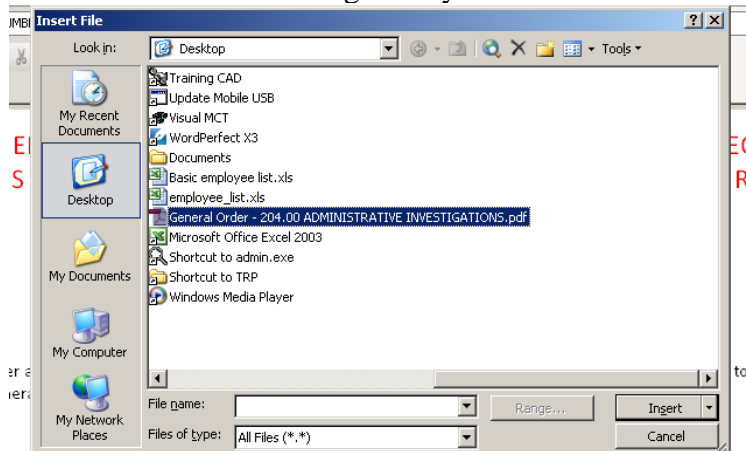 UMBI
Insert File
Look in:
Desktop
Tools
My Recent
Documents
Desktop
My Documents
My Computer
My Network
Places
Training CAD
Update Mobile USB
Visual MCT
WordPerfect X3
Documents
Basic employee list.xls
employee_list.xls
General Order - 204.00 ADMINISTRATIVE INVESTIGATIONS.pdf
Microsoft Office Excel 2003
Shortcut to admin.exe
Shortcut to TRP
Windows Media Player
File name:
Range...
Insert
Files of type:
All Files (*.*)
Cancel
S
R
to